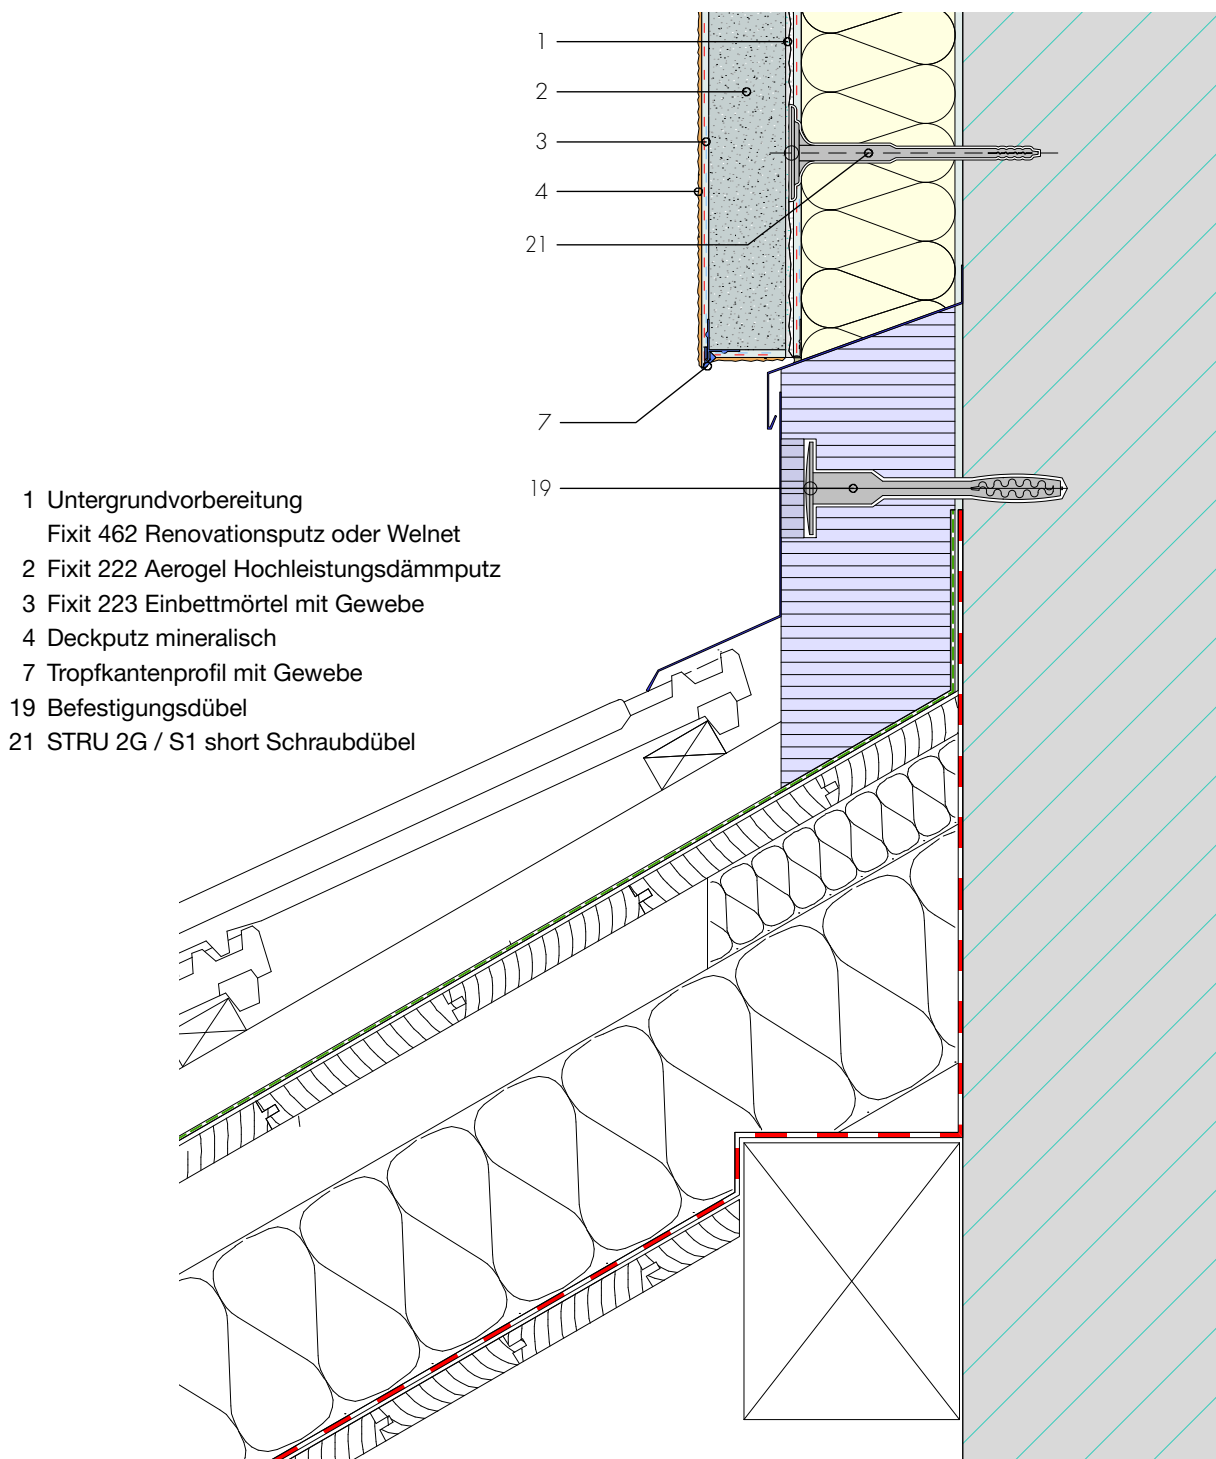 1
2
3
4
21
7
19
1 Untergrundvorbereitung
Fixit 462 Renovationsputz oder Welnet
2 Fixit 222 Aerogel Hochleistungsdämmputz
3 Fixit 223 Einbettmörtel mit Gewebe
4 Deckputz mineralisch
7 Tropfkantenprofil mit Gewebe
19 Befestigungsdübel
21 STRU 2G / S1 short Schraubdübel